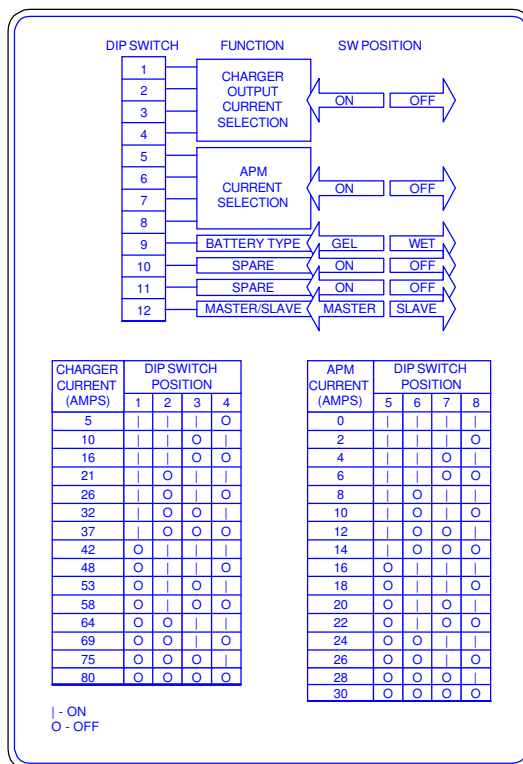 DIP SWITCH FUNCTION SW POSITION
1
2
3
4
CHARGER
OUTPUT
CURRENT
SELECTION
ON OFF
5
6
7
8
APM
CURRENT
SELECTION
ON OFF
9 BATTERY TYPE GEL WET
10 SPARE ON OFF
11 SPARE ON OFF
12 MASTER/SLAVE MASTER SLAVE
CHARGER
CURRENT
(AMPS)
DIP SWITCH
POSITION
1 2 3 4
5 | | | O
10 | | O |
16 | | O O
21 | O | |
26 | O | O
32 | O O |
37 | O O O
42 O | | |
48 O | | O
53 O | O |
58 O | O O
64 O O | |
69 O O | O
75 O O O |
80 O O O O
APM
CURRENT
(AMPS)
DIP SWITCH
POSITION
5 6 7 8
0 | | | |
2 | | | O
4 | | O |
6 | | O O
8 | O | |
10 | O | O
12 | O O |
14 | O O O
16 O | | |
18 O | | O
20 O | O |
22 O | O O
24 O O | |
26 O O | O
28 O O O |
30 O O O O
| - ON
O - OFF